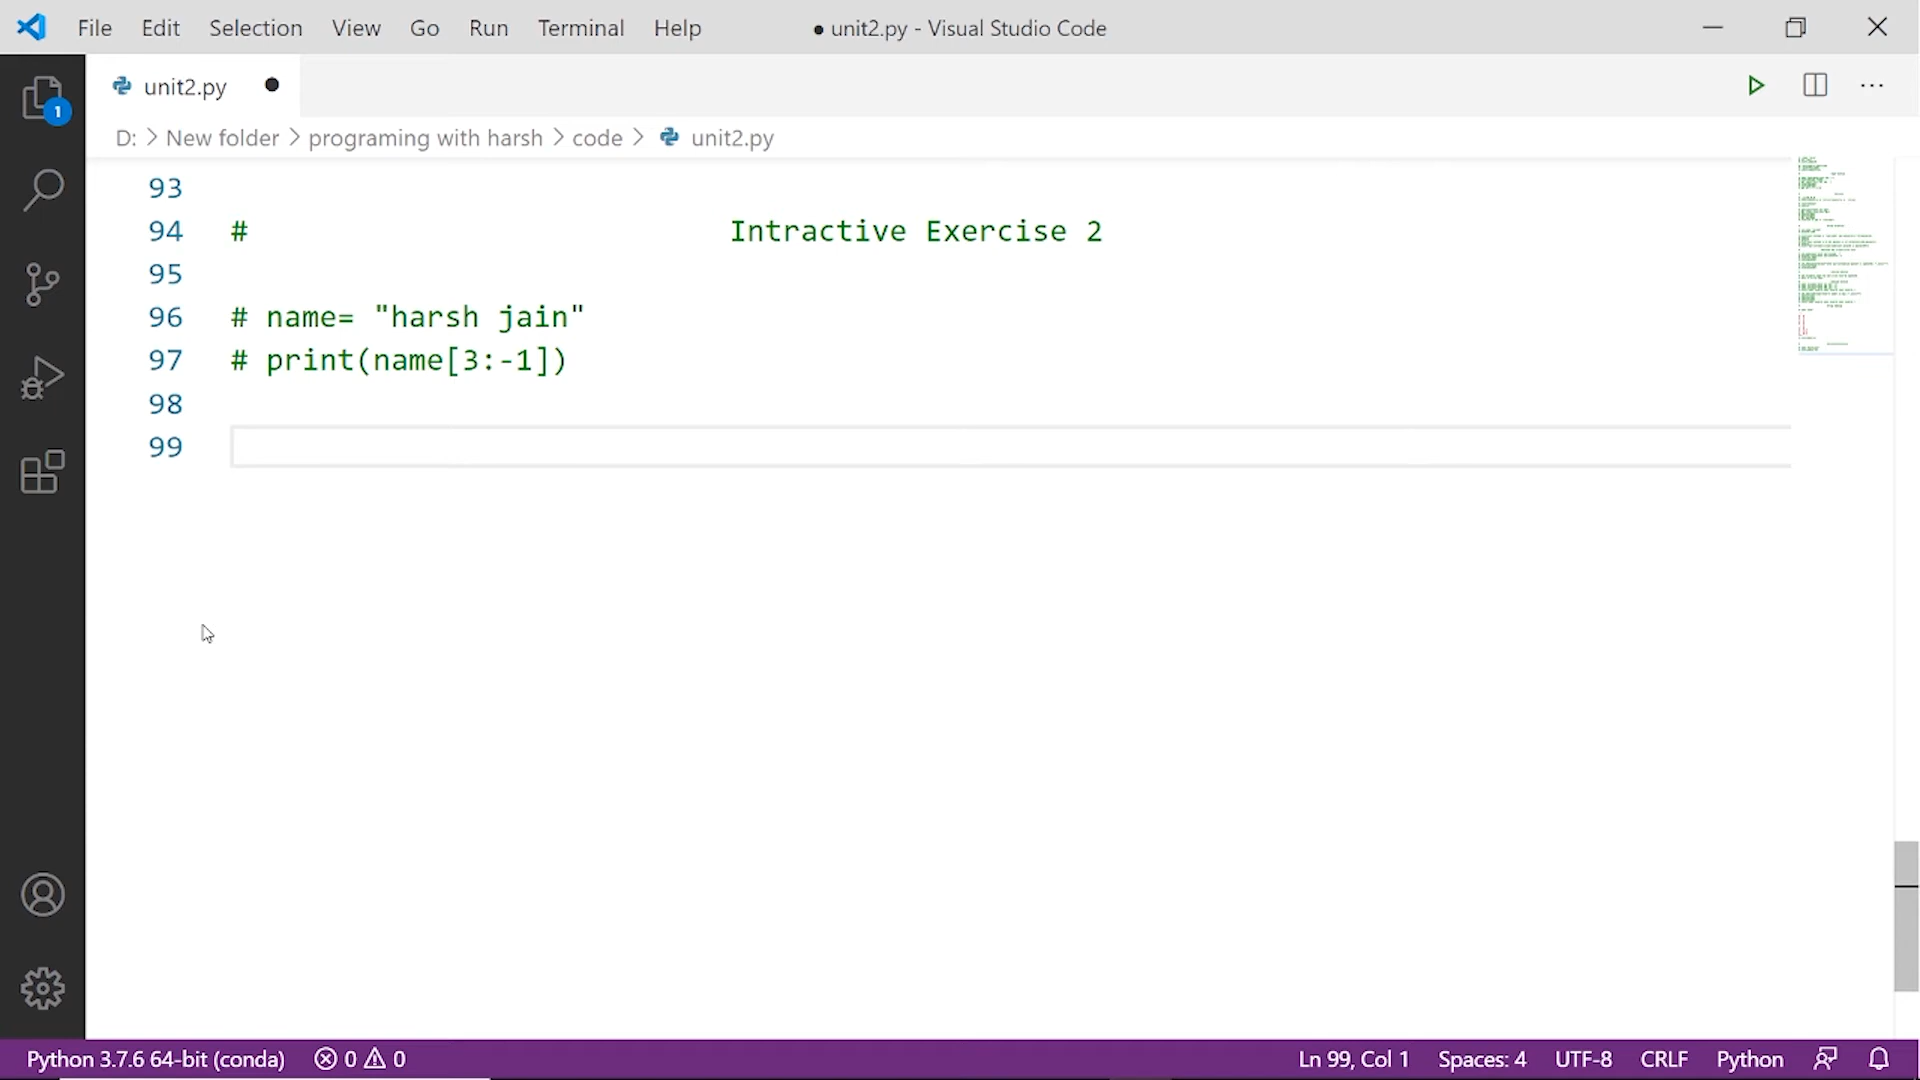 File Edit Selection View Go Run Terminal Help ● unit2.py - Visual Studio Code
unit2.py
D: > New folder > programing with harsh > code > unit2.py
1
93
94 # Intractive Exercise 2
95
96 # name= "harsh jain"
97 # print(name[3:-1])
98
99
Python 3.7.6 64-bit (conda) 0 0 Ln 99, Col 1 Spaces: 4 UTF-8 CRLF Python